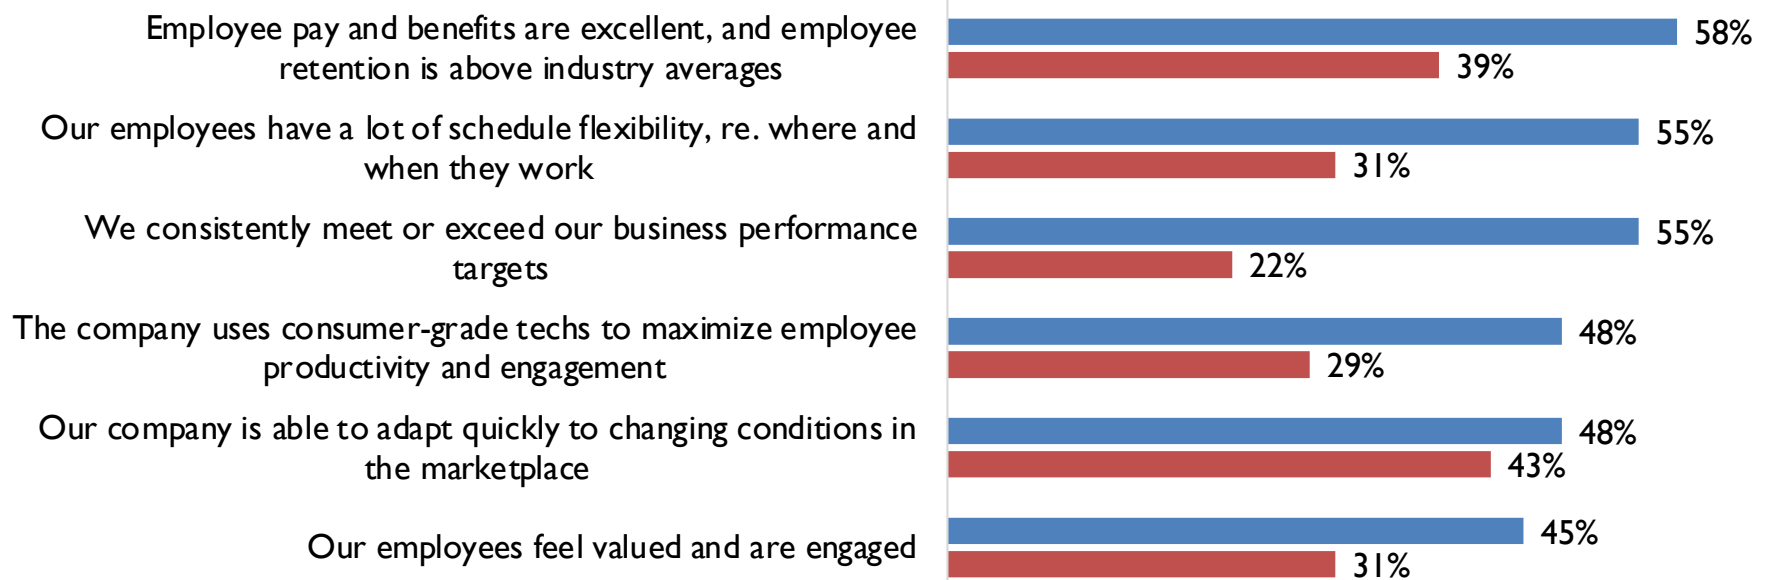 Employee pay and benefits are excellent, and employee
retention is above industry averages
58%
39%
Our employees have a lot of schedule flexibility, re. where and
when they work
55%
31%
We consistently meet or exceed our business performance
targets
55%
22%
The company uses consumer-grade techs to maximize employee
productivity and engagement
48%
29%
Our company is able to adapt quickly to changing conditions in
the marketplace
48%
43%
Our employees feel valued and are engaged
45%
31%